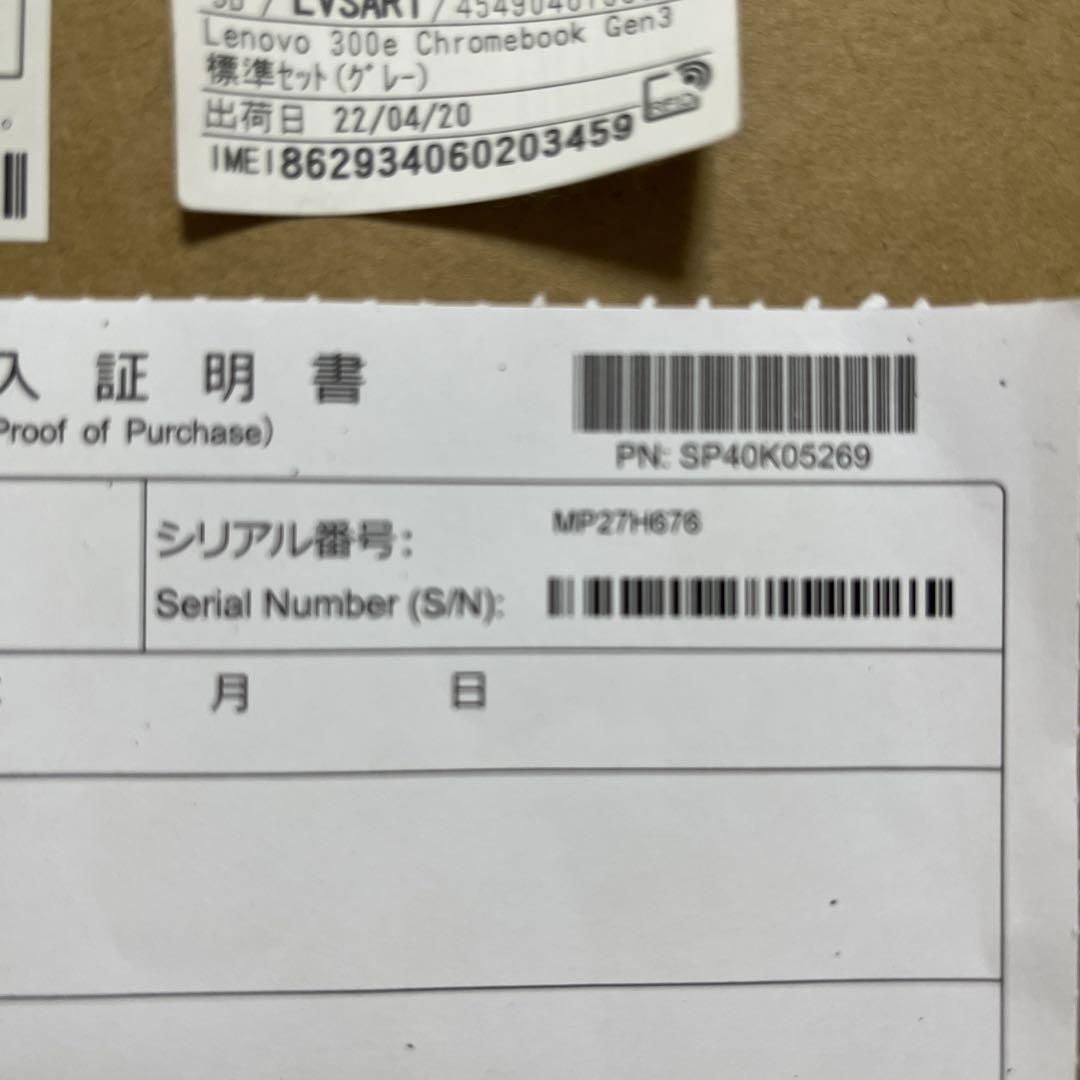 Lenovo 300e Chromebook Gen3
標準セット(グレー)
出荷日 22/04/20
IMEI862934060203459
入証明書
Proof of Purchase)
PN: SP40K05269
シリアル番号:
MP27H676
Serial Number (S/N):
月 日